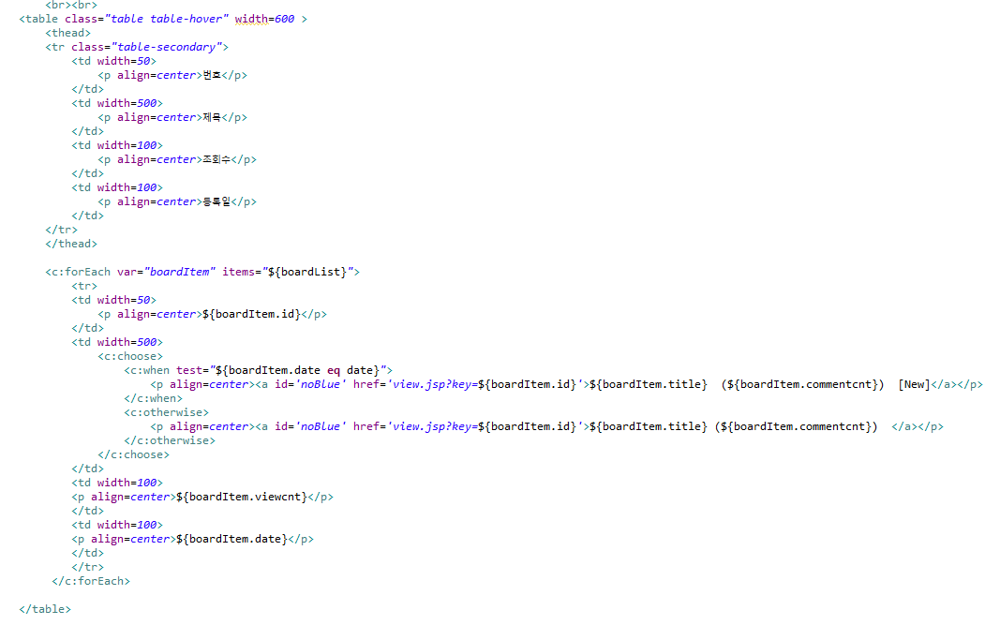 <br><br>
<table class="table table-hover" width=600 >
<thead>
<tr class="table-secondary">
<td width=50>
<p align=center>번호</p>
</td>
<td width=500>
<p align=center>제목</p>
</td>
<td width=100>
<p align=center>조회수</p>
</td>
<td width=100>
<p align=center>등록일</p>
</td>
</tr>
</thead>
<c:forEach var="boardItem" items="${boardList}">
<tr>
<td width=50>
<p align=center>${boardItem.id}</p>
</td>
<td width=500>
<c:choose>
<c:when test="${boardItem.date eq date}">
<p align=center><a id='noBlue' href='view.jsp?key=${boardItem.id}'>${boardItem.title}  (${boardItem.commentcnt})  [New]</a></p>
</c:when>
<c:otherwise>
<p align=center><a id='noBlue' href='view.jsp?key=${boardItem.id}'>${boardItem.title} (${boardItem.commentcnt})  </a></p>
</c:otherwise>
</c:choose>
</td>
<td width=100>
<p align=center>${boardItem.viewcnt}</p>
</td>
<td width=100>
<p align=center>${boardItem.date}</p>
</td>
</tr>
</c:forEach>
</table>